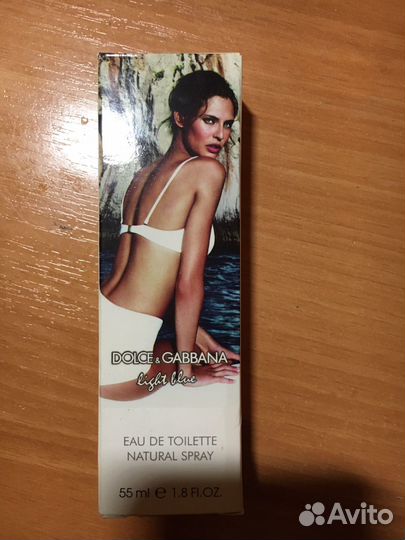 DOLCE&GABBANA
light blue
EAU DE TOILETTE
NATURAL SPRAY
55 ml e 1.8 Fl.OZ.
Avito